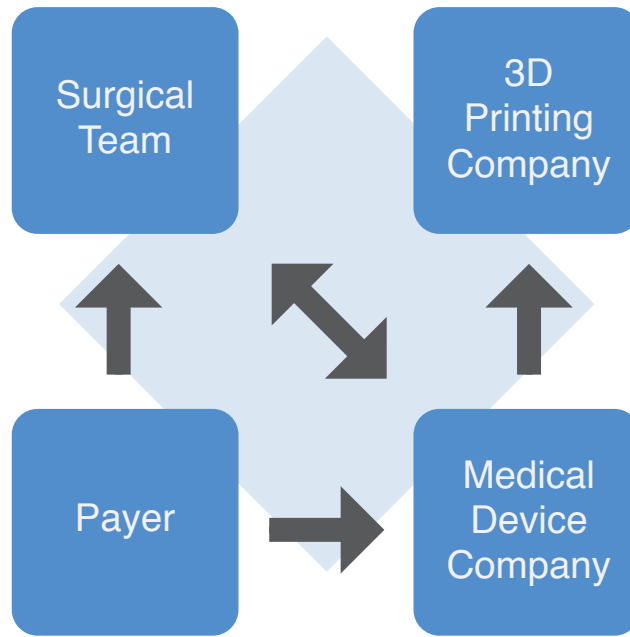 Surgical
Team
3D
Printing
Company
Payer
Medical
Device
Company